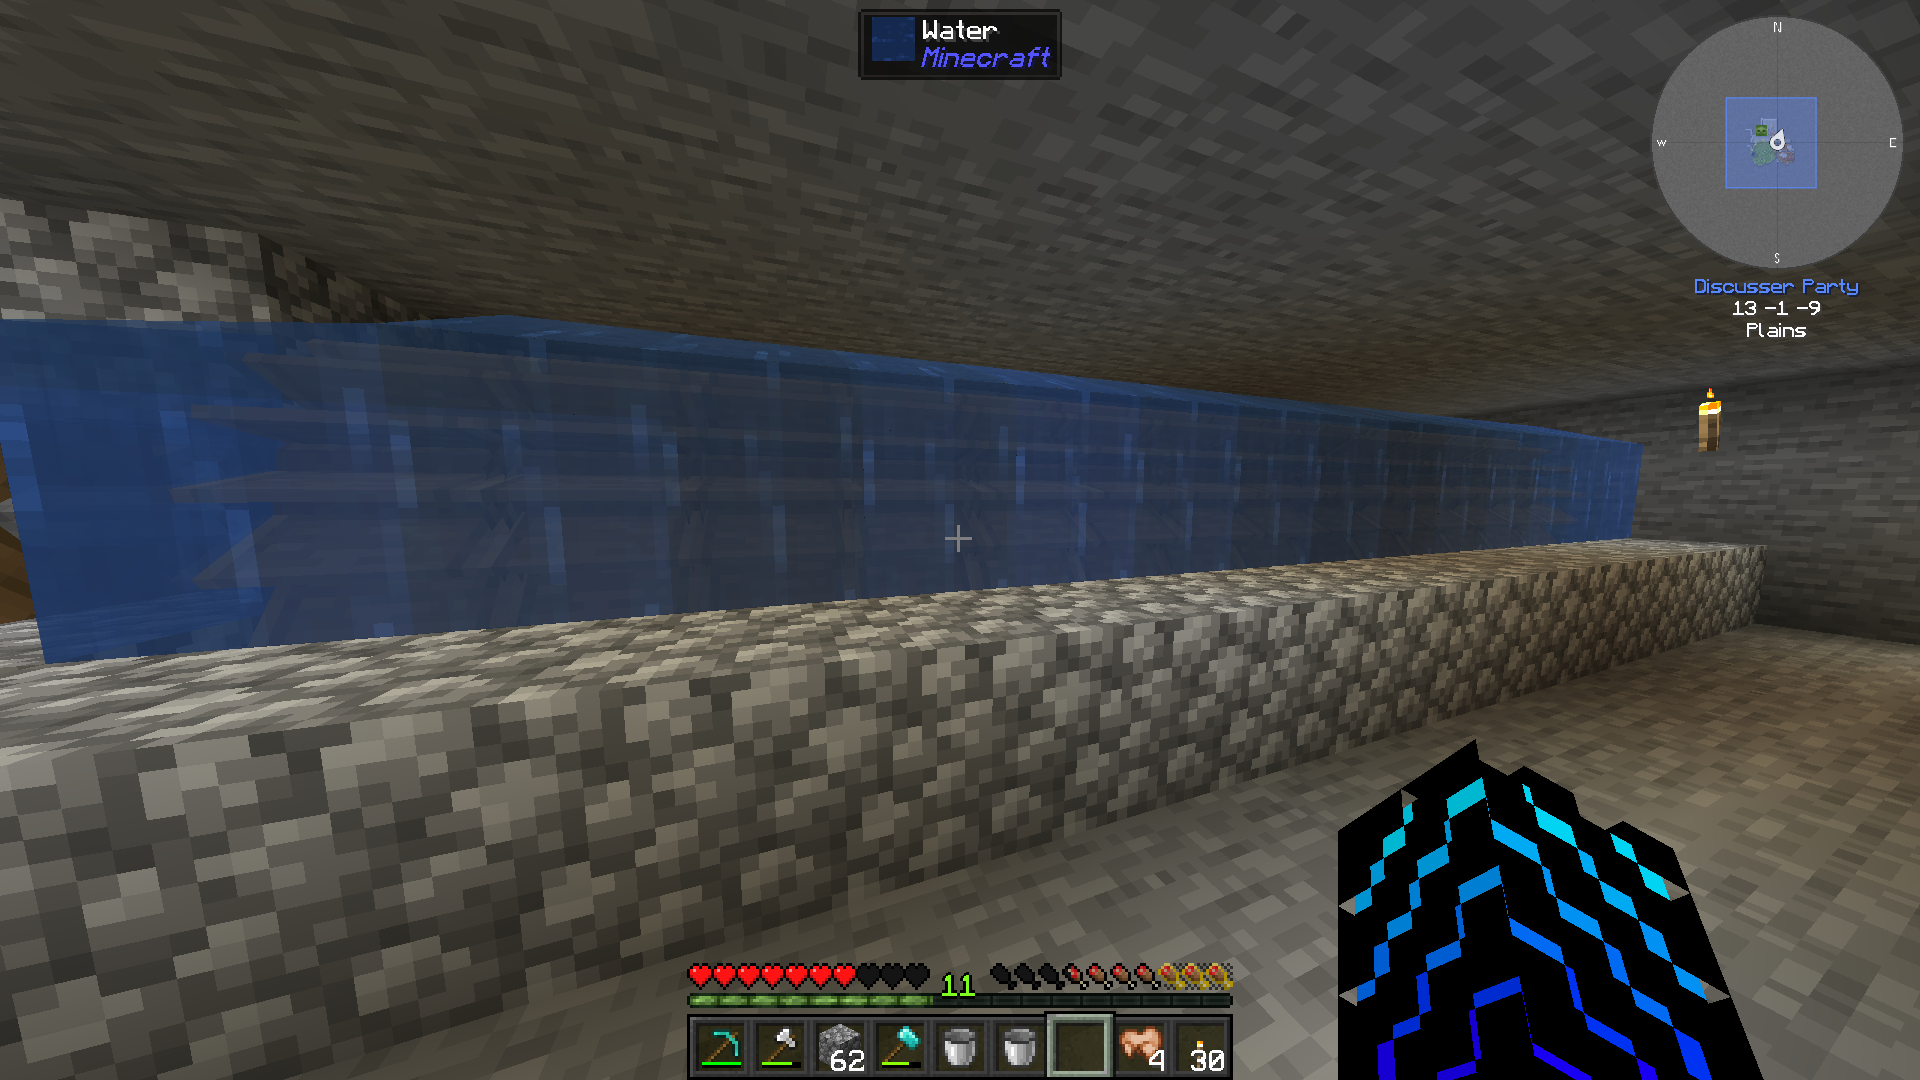 Water
Minecraft
N
W
E
S
Discusser Party
13 -1 -9
Plains
11
62
4
30